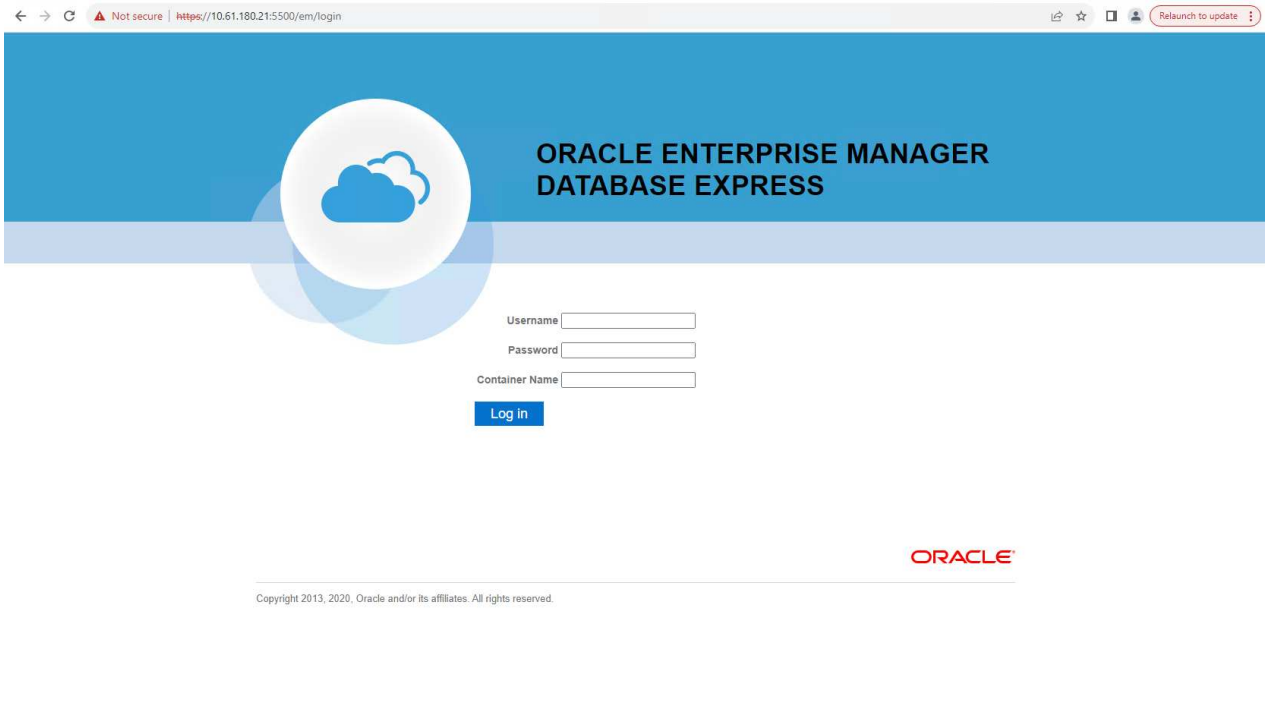 Not secure | https://10.61.180.21:5500/em/login
Relaunch to update
ORACLE ENTERPRISE MANAGER
DATABASE EXPRESS
Username
Password
Container Name
Log in
ORACLE
Copyright 2013, 2020, Oracle and/or its affiliates. All rights reserved.